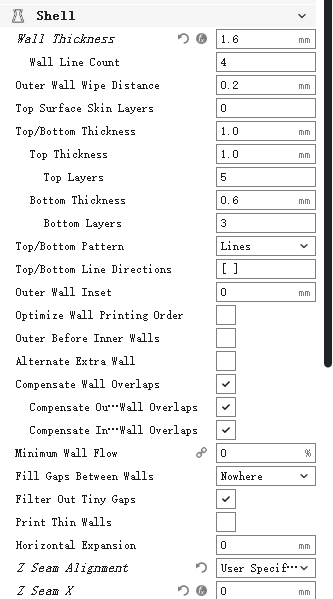 Shell
Wall Thickness 1.6 mm
Wall Line Count 4
Outer Wall Wipe Distance 0.2 mm
Top Surface Skin Layers 0
Top/Bottom Thickness 1.0 mm
Top Thickness 1.0 mm
Top Layers 5
Bottom Thickness 0.6 mm
Bottom Layers 3
Top/Bottom Pattern Lines
Top/Bottom Line Directions [ ]
Outer Wall Inset 0 mm
Optimize Wall Printing Order
Outer Before Inner Walls
Alternate Extra Wall
Compensate Wall Overlaps
Compensate Ou…Wall Overlaps
Compensate In…Wall Overlaps
Minimum Wall Flow 0 %
Fill Gaps Between Walls Nowhere
Filter Out Tiny Gaps
Print Thin Walls
Horizontal Expansion 0 mm
Z Seam Alignment User Specif…
Z Seam X 0 mm